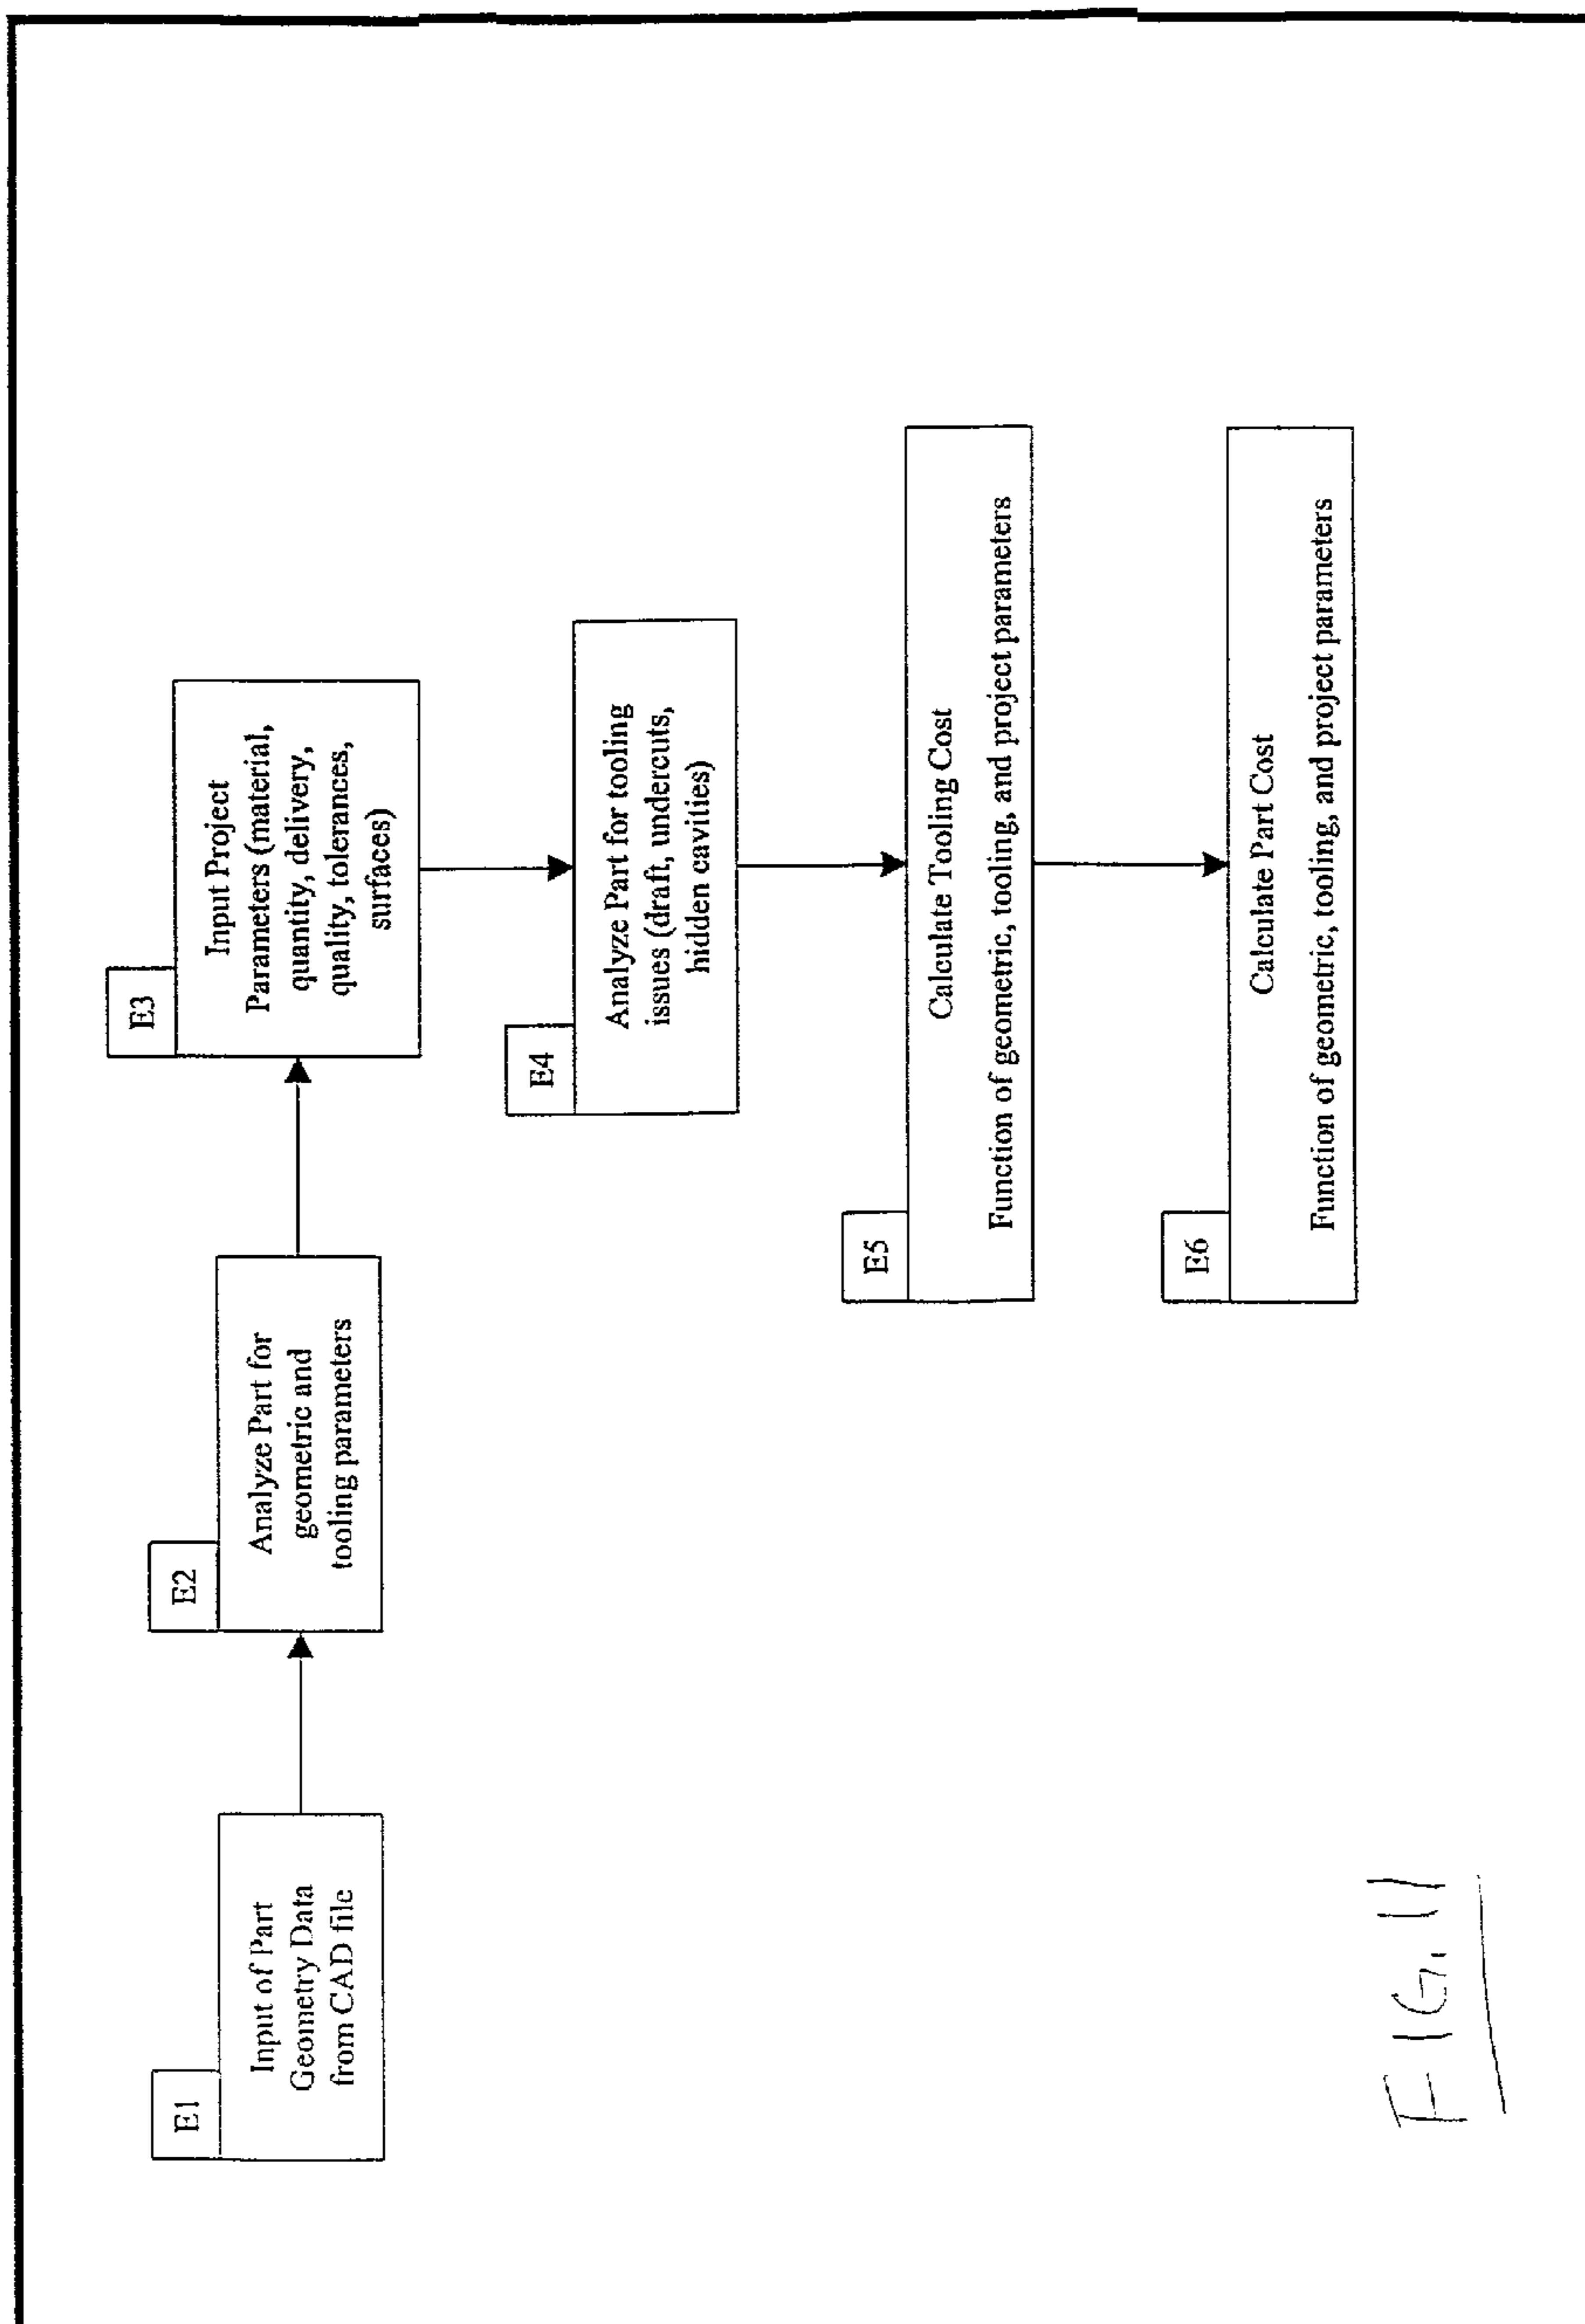 E1
Input of Part
Geometry Data
from CAD file
E2
Analyze Part for
geometric and
tooling parameters
E3
Input Project
Parameters (material,
quantity, delivery,
quality, tolerances,
surfaces)
E4
Analyze Part for tooling
issues (draft, undercuts,
hidden cavities)
E5
Calculate Tooling Cost
Function of geometric, tooling, and project parameters
E6
Calculate Part Cost
Function of geometric, tooling, and project parameters
FIG. 11